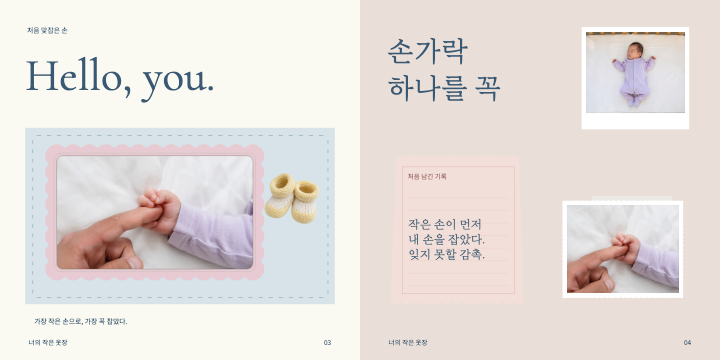 처음 맞잡은 손
Hello, you.
가장 작은 손으로, 가장 꼭 잡았다.
너의 작은 옷장
03
손가락
하나를 꼭
처음 남긴 기록
작은 손이 먼저
내 손을 잡았다.
잊지 못할 감촉.
너의 작은 옷장
04